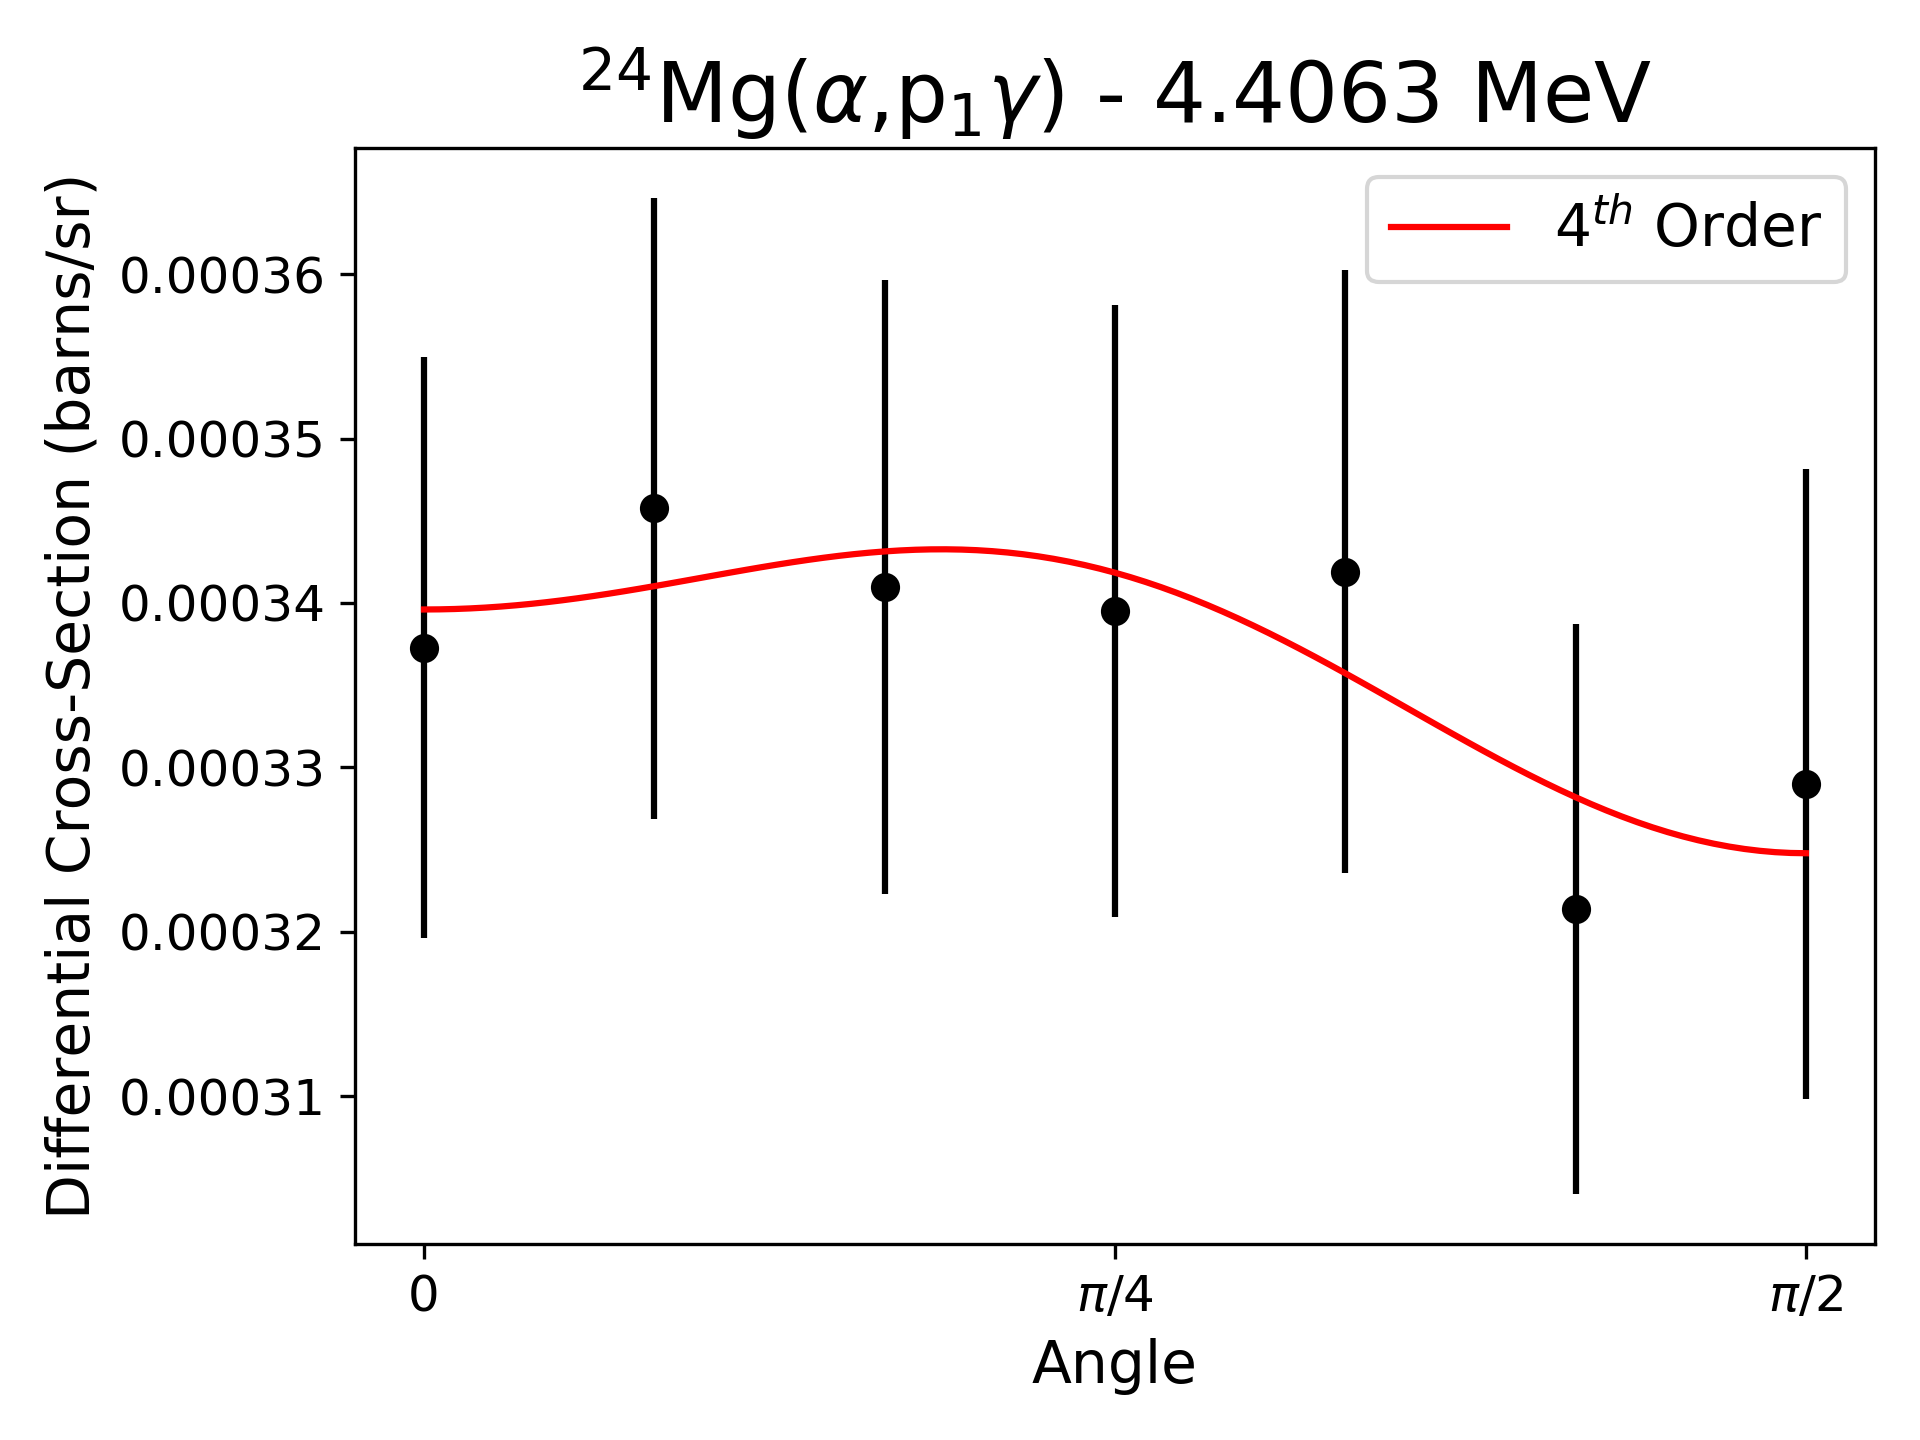 ²⁴Mg(α,p₁γ) - 4.4063 MeV
4ᵗʰ Order
Differential Cross-Section (barns/sr)
0.00036
0.00035
0.00034
0.00033
0.00032
0.00031
0 π/4 π/2
Angle